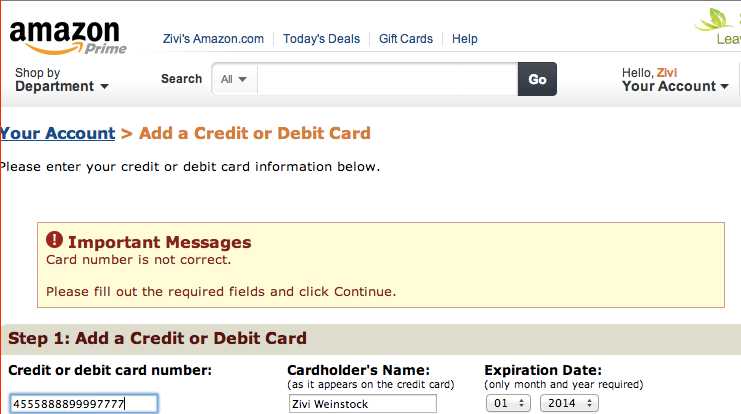 amazon
Prime
Zivi's Amazon.com
Today's Deals
Gift Cards
Help
Shop by
Department
Search
All
Go
Hello, Zivi
Your Account
Your Account > Add a Credit or Debit Card
Please enter your credit or debit card information below.
! Important Messages
Card number is not correct.
Please fill out the required fields and click Continue.
Step 1: Add a Credit or Debit Card
Credit or debit card number:
Cardholder's Name:
Expiration Date:
(as it appears on the credit card)
(only month and year required)
4555888899997777
Zivi Weinstock
01
2014